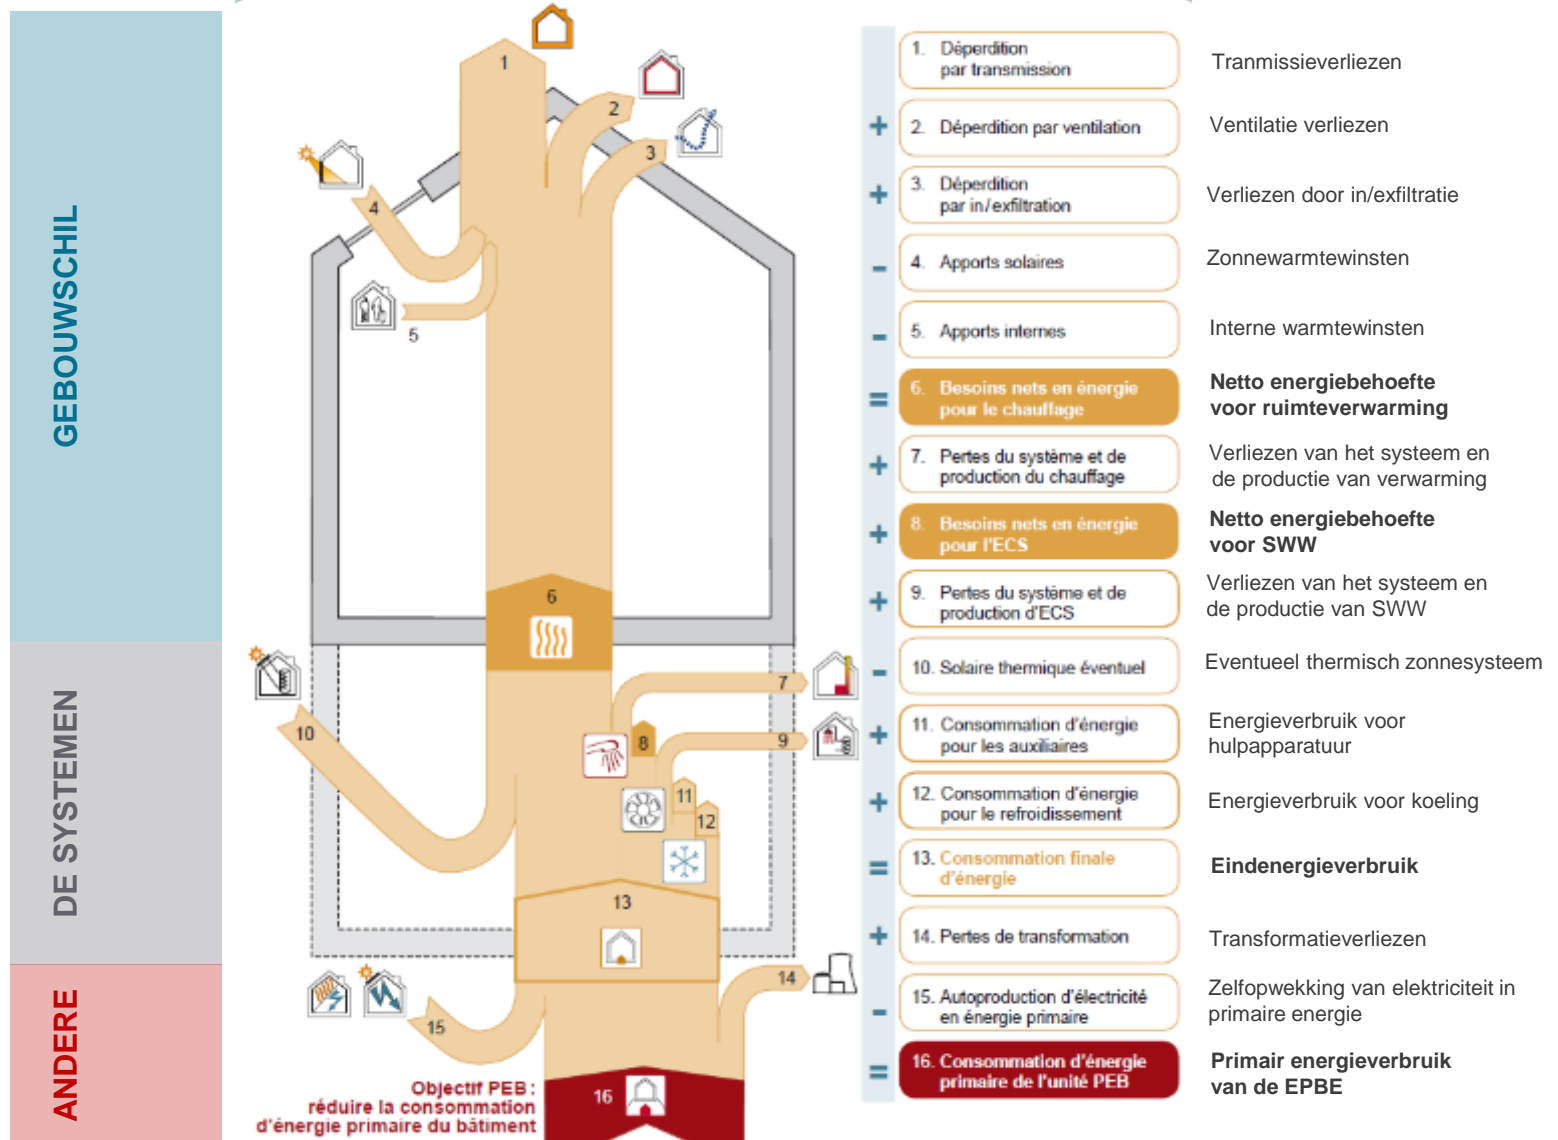 GEBOUWSCHIL
DE SYSTEMEN
ANDERE
1
2
3
4
5
6
7
8
9
10
11
12
13
14
15
16
Objectif PEB :
réduire la consommation
d'énergie primaire du bâtiment
1. Déperdition
par transmission
Tranmissieverliezen
+
2. Déperdition par ventilation
Ventilatie verliezen
+
3. Déperdition
par in/exfiltration
Verliezen door in/exfiltratie
-
4. Apports solaires
Zonnewarmtewinsten
-
5. Apports internes
Interne warmtewinsten
=
6. Besoins nets en énergie
pour le chauffage
Netto energiebehoefte
voor ruimteverwarming
+
7. Pertes du système et de
production du chauffage
Verliezen van het systeem en
de productie van verwarming
+
8. Besoins nets en énergie
pour l'ECS
Netto energiebehoefte
voor SWW
+
9. Pertes du système et de
production d'ECS
Verliezen van het systeem en
de productie van SWW
-
10. Solaire thermique éventuel
Eventueel thermisch zonnesysteem
+
11. Consommation d'énergie
pour les auxiliaires
Energieverbruik voor
hulpapparatuur
+
12. Consommation d'énergie
pour le refroidissement
Energieverbruik voor koeling
=
13. Consommation finale
d'énergie
Eindenergieverbruik
+
14. Pertes de transformation
Transformatieverliezen
-
15. Autoproduction d'électricité
en énergie primaire
Zelfopwekking van elektriciteit in
primaire energie
=
16. Consommation d'énergie
primaire de l'unité PEB
Primair energieverbruik
van de EPBE